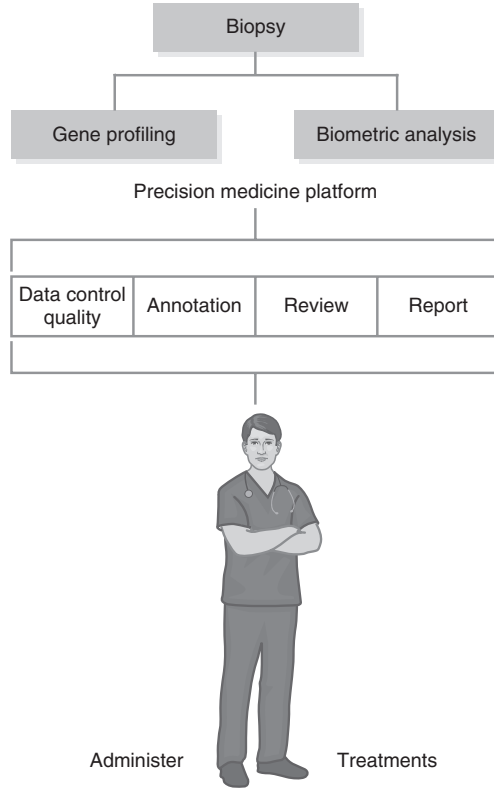 Biopsy
Gene profiling
Biometric analysis
Precision medicine platform
Data control
quality
Annotation
Review
Report
Administer
Treatments